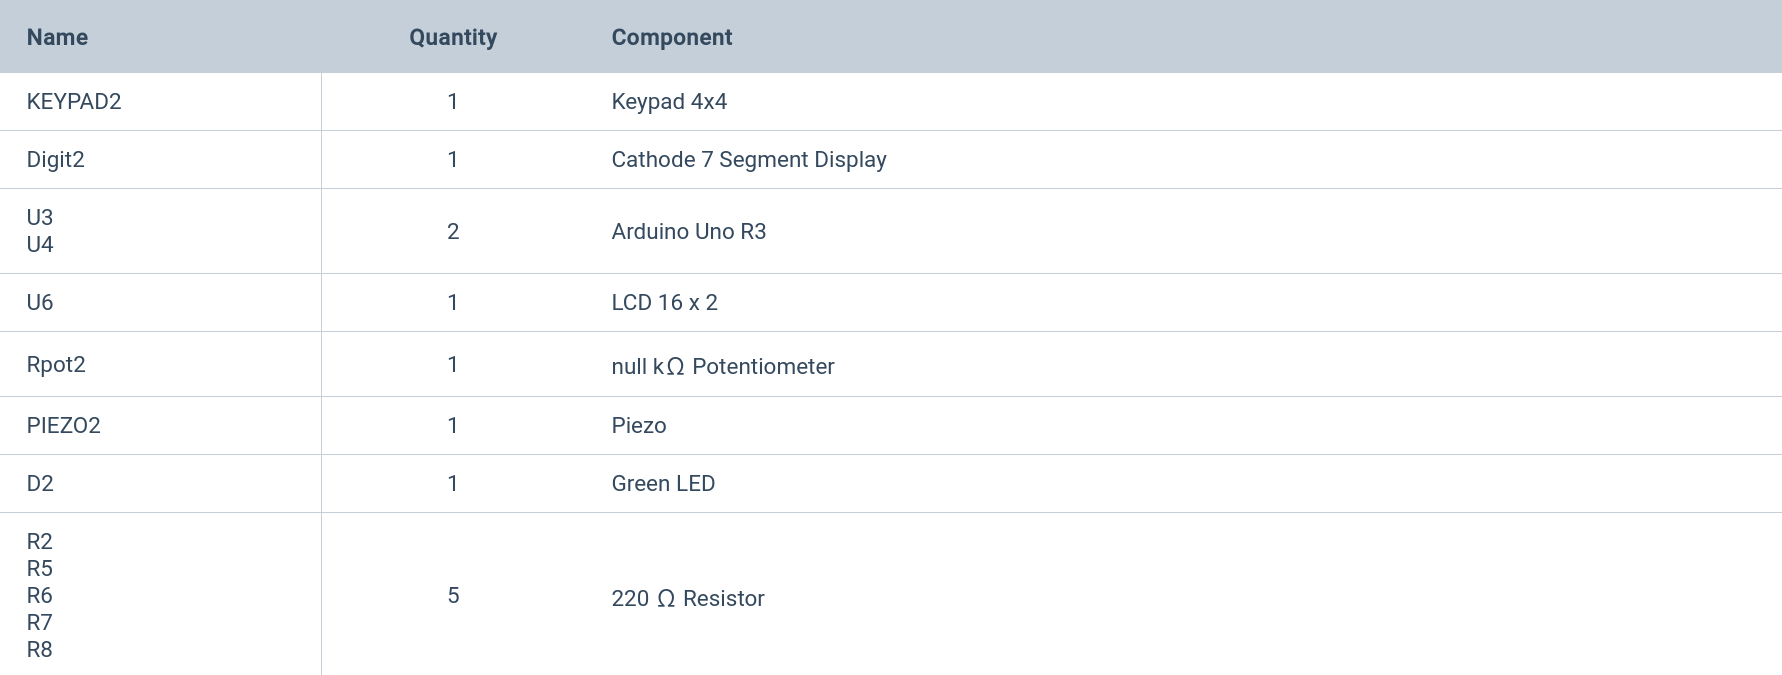 Name Quantity Component
KEYPAD2 1 Keypad 4x4
Digit2 1 Cathode 7 Segment Display
U3
U4
2 Arduino Uno R3
U6 1 LCD 16 x 2
Rpot2 1 null kΩ Potentiometer
PIEZO2 1 Piezo
D2 1 Green LED
R2
R5
R6
R7
R8
5 220 Ω Resistor